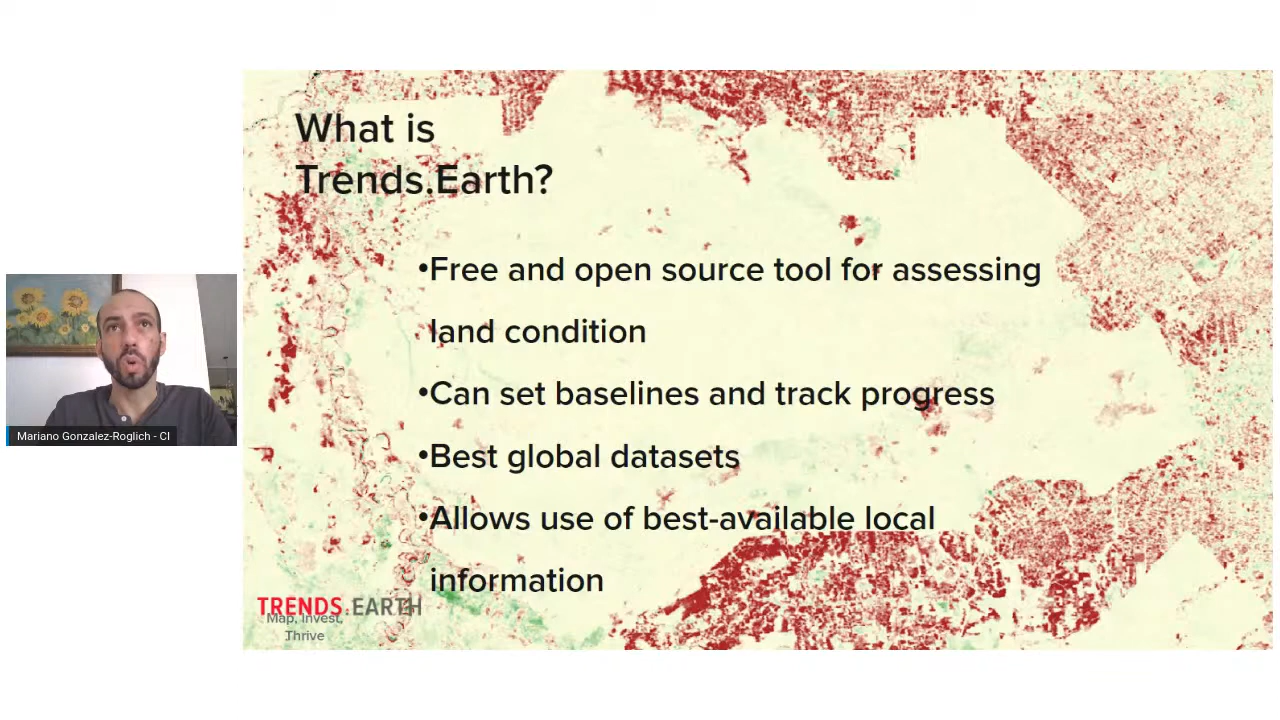 What is
Trends.Earth?
•Free and open source tool for assessing
land condition
•Can set baselines and track progress
•Best global datasets
•Allows use of best-available local
information
TRENDS.EARTH
Map, Invest,
Thrive
Mariano Gonzalez-Roglich - CI